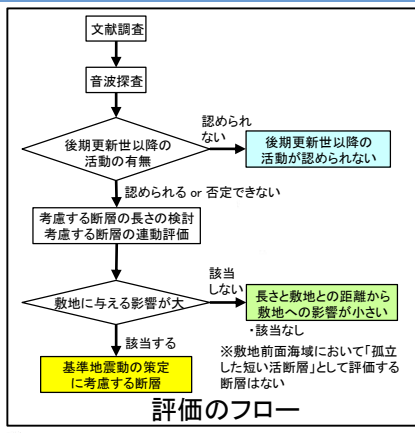 文献調査
音波探査
後期更新世以降の
活動の有無
認められ
ない
後期更新世以降の
活動が認められない
認められる or 否定できない
考慮する断層の長さの検討
考慮する断層の連動評価
敷地に与える影響が大
該当
しない
長さと敷地との距離から
敷地への影響が小さい
・該当なし
該当する
※敷地前面海域において「孤立
した短い活断層」として評価する
断層はない
基準地震動の策定
に考慮する断層
評価のフロー